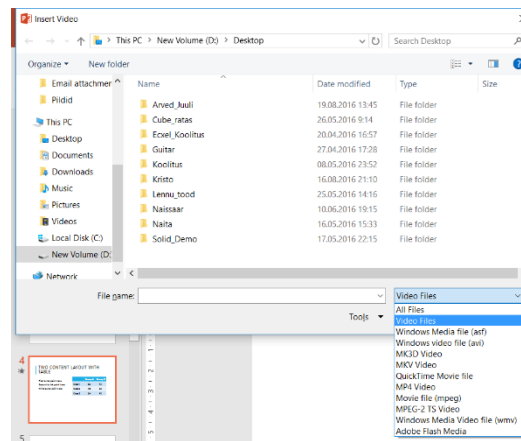 Insert Video
This PC > New Volume (D:) > Desktop
Search Desktop
Organize New folder
Name Date modified Type Size
Email attachmer
Pildid
This PC
Desktop
Documents
Downloads
Music
Pictures
Videos
Local Disk (C:)
New Volume (D:
Network
Arved_Juuli 19.08.2016 13:45 File folder
Cube_ratas 26.05.2016 9:14 File folder
Ecxel_Koolitus 20.04.2016 16:57 File folder
Guitar 27.04.2016 17:28 File folder
Koolitus 08.05.2016 23:52 File folder
Kristo 16.08.2016 21:10 File folder
Lennu_tood 25.05.2016 14:16 File folder
Naissaar 10.06.2016 19:15 File folder
Naita 16.05.2016 15:33 File folder
Solid_Demo 17.05.2016 22:15 File folder
File name: Video Files
Tools
All Files
Video Files
Windows Media file (asf)
Windows video file (avi)
MK3D Video
MKV Video
QuickTime Movie file
MP4 Video
Movie file (mpeg)
MPEG-2 TS Video
Windows Media Video file (wmv)
Adobe Flash Media
4
TWO CONTENT LAYOUT WITH
TABLE
5